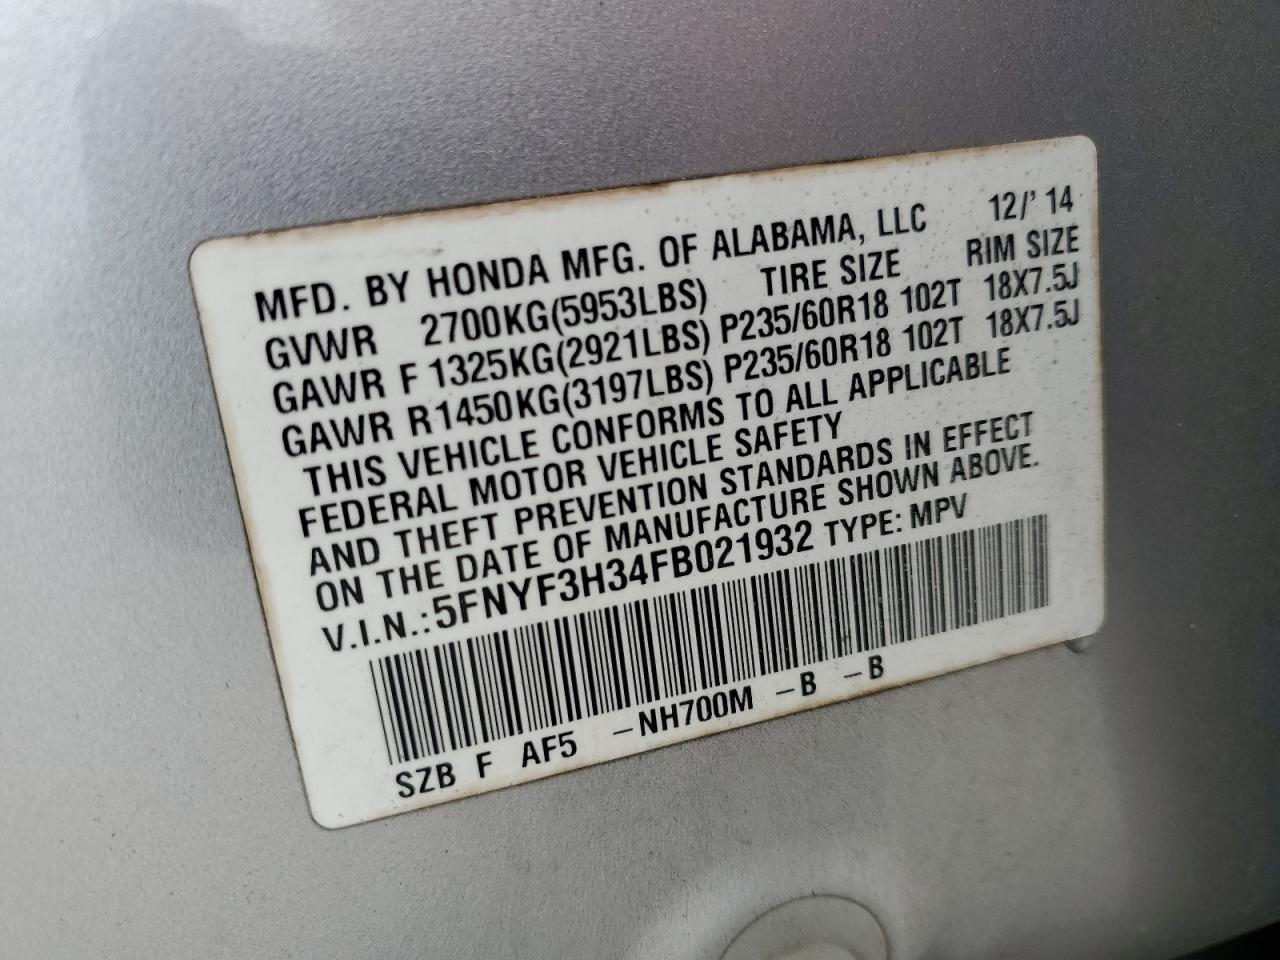 MFD. BY HONDA MFG. OF ALABAMA, LLC 12/'14
GVWR 2700KG(5953LBS) TIRE SIZE RIM SIZE
GAWR F 1325KG(2921LBS) P235/60R18 102T 18X7.5J
GAWR R 1450KG(3197LBS) P235/60R18 102T 18X7.5J
THIS VEHICLE CONFORMS TO ALL APPLICABLE
FEDERAL MOTOR VEHICLE SAFETY
AND THEFT PREVENTION STANDARDS IN EFFECT
ON THE DATE OF MANUFACTURE SHOWN ABOVE.
V.I.N.:5FNYF3H34FB021932 TYPE: MPV
SZB F AF5 -NH700M -B -B